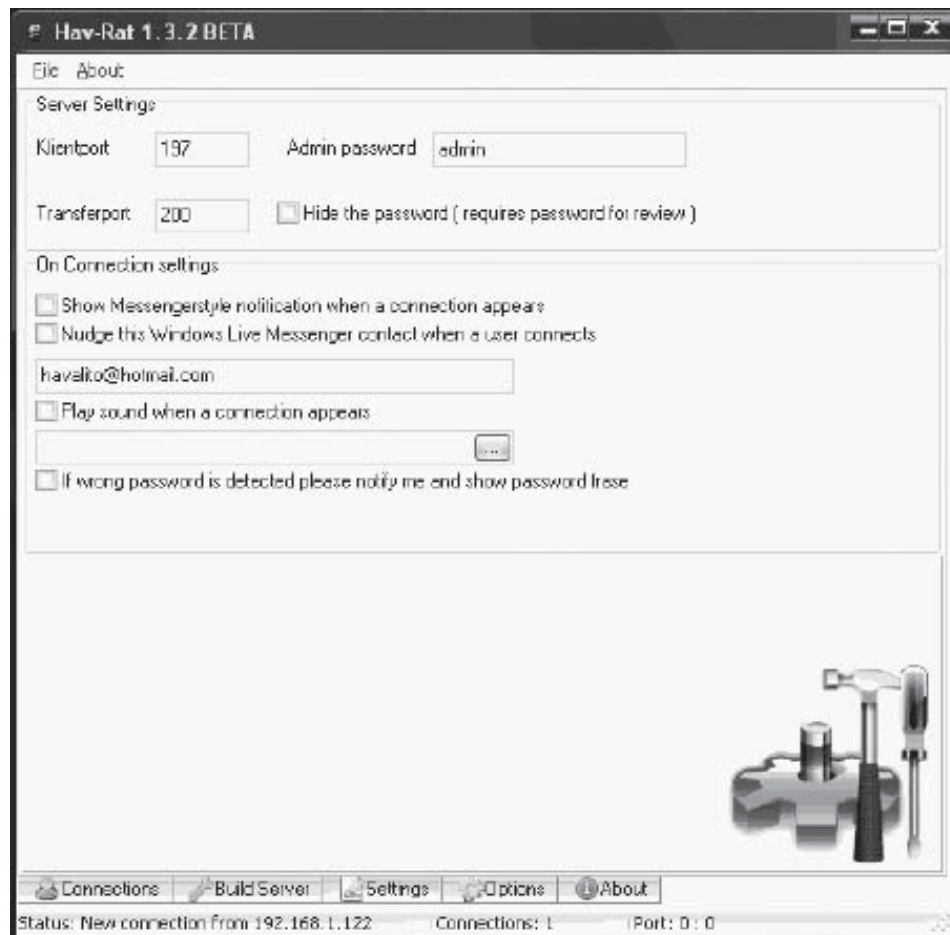 Hav-Rat 1.3.2 BETA
File About
Server Settings
Klientport 197 Admin password admin
Transferport 200 Hide the password ( requires password for review )
On Connection settings
Show Messengerstyle notification when a connection appears
Nudge this Windows Live Messenger contact when a user connects
havalito@hotmail.com
Play sound when a connection appears
...
If wrong password is detected please notify me and show password frase
Connections Build Server Settings Options About
Status: New connection from 192.168.1.122 Connections: 1 Port: 0 : 0